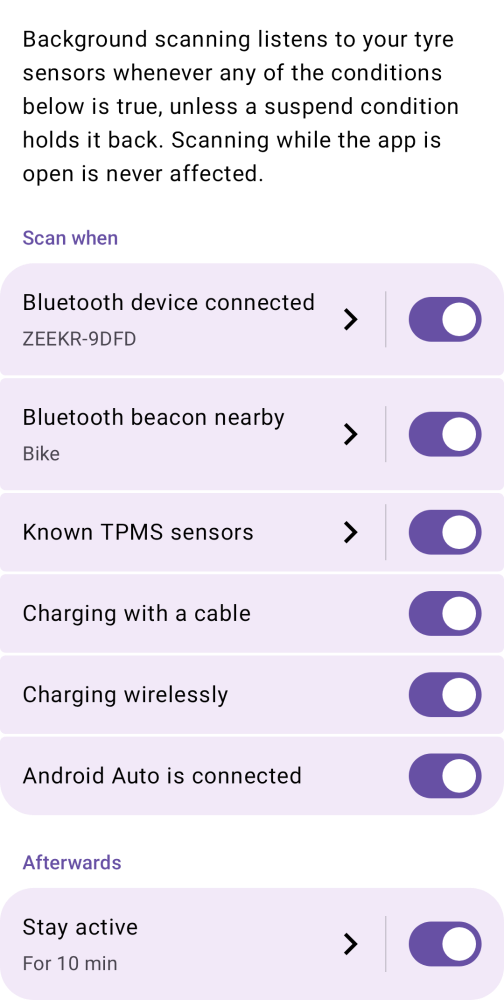 Background scanning listens to your tyre
sensors whenever any of the conditions
below is true, unless a suspend condition
holds it back. Scanning while the app is
open is never affected.
Scan when
Bluetooth device connected
ZEEKR-9DFD
Bluetooth beacon nearby
Bike
Known TPMS sensors
Charging with a cable
Charging wirelessly
Android Auto is connected
Afterwards
Stay active
For 10 min